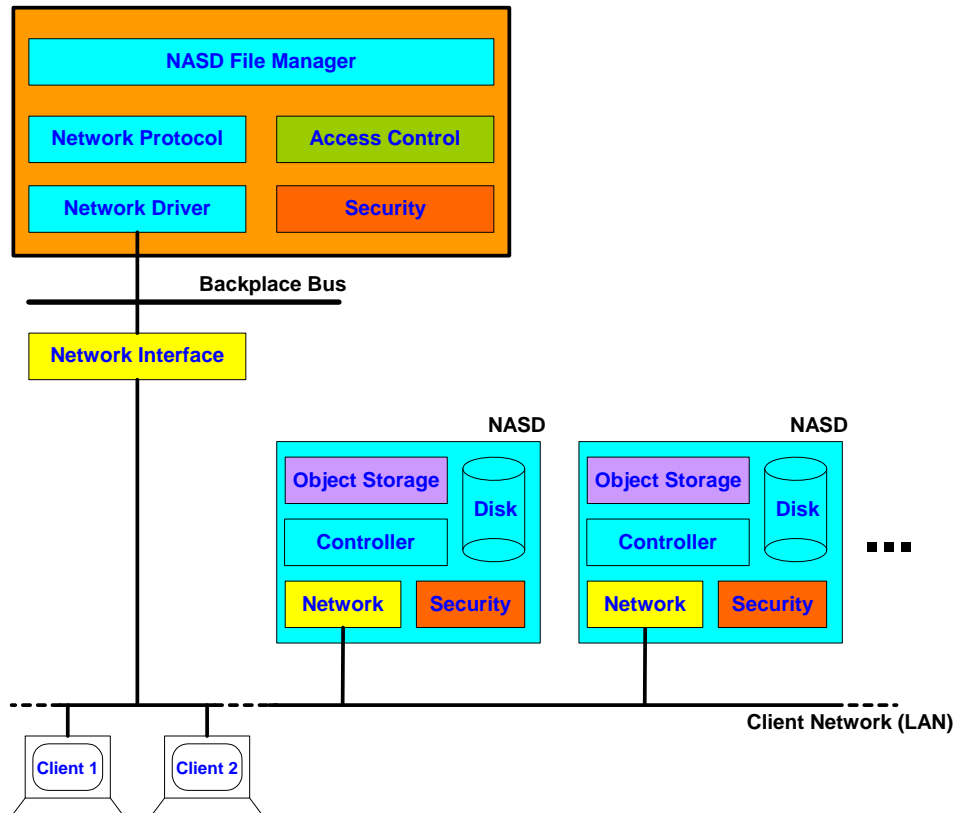 NASD File Manager
Network Protocol
Access Control
Network Driver
Security
Backplace Bus
Network Interface
NASD
NASD
Object Storage
Disk
Controller
Network
Security
Object Storage
Disk
Controller
Network
Security
Client Network (LAN)
Client 1
Client 2